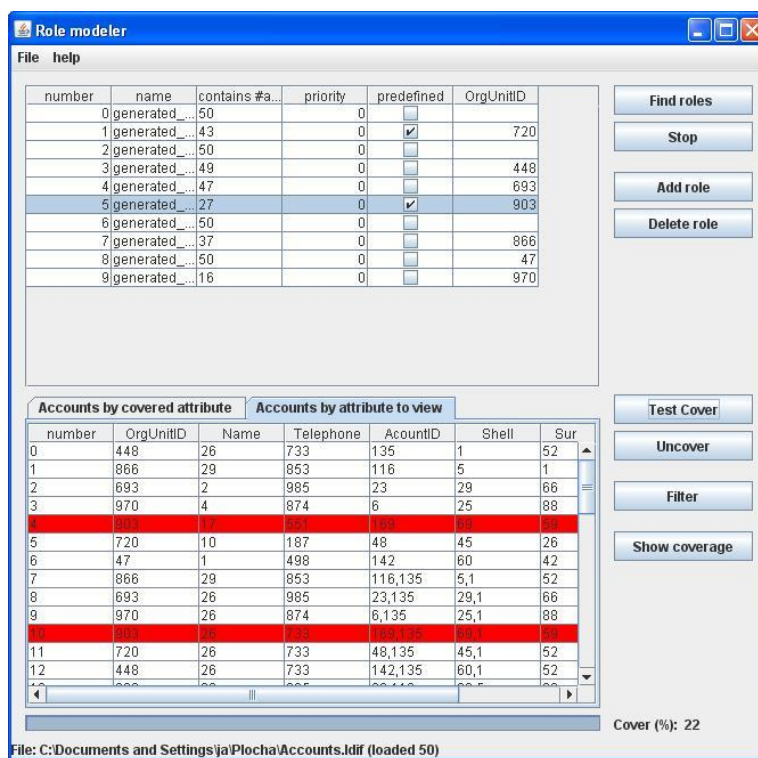 Role modeler
File help
number name contains #a... priority predefined OrgUnitID
0 generated_... 50 0
1 generated_... 43 0 720
2 generated_... 50 0
3 generated_... 49 0 448
4 generated_... 47 0 693
5 generated_... 27 0 903
6 generated_... 50 0
7 generated_... 37 0 866
8 generated_... 50 0 47
9 generated_... 16 0 970
Find roles
Stop
Add role
Delete role
Accounts by covered attribute Accounts by attribute to view
number OrgUnitID Name Telephone AcountID Shell Sur
0 448 26 733 135 1 52
1 866 29 853 116 5 1
2 693 2 985 23 29 66
3 970 4 874 6 25 88
4 903 17 551 169 69 59
5 720 10 187 48 45 26
6 47 1 498 142 60 42
7 866 29 853 116,135 5,1 52
8 693 26 985 23,135 29,1 66
9 970 26 874 6,135 25,1 88
10 903 26 733 169,135 69,1 59
11 720 26 733 48,135 45,1 52
12 448 26 733 142,135 60,1 52
Test Cover
Uncover
Filter
Show coverage
Cover (%): 22
File: C:\Documents and Settings\ja\Plocha\Accounts.ldif (loaded 50)